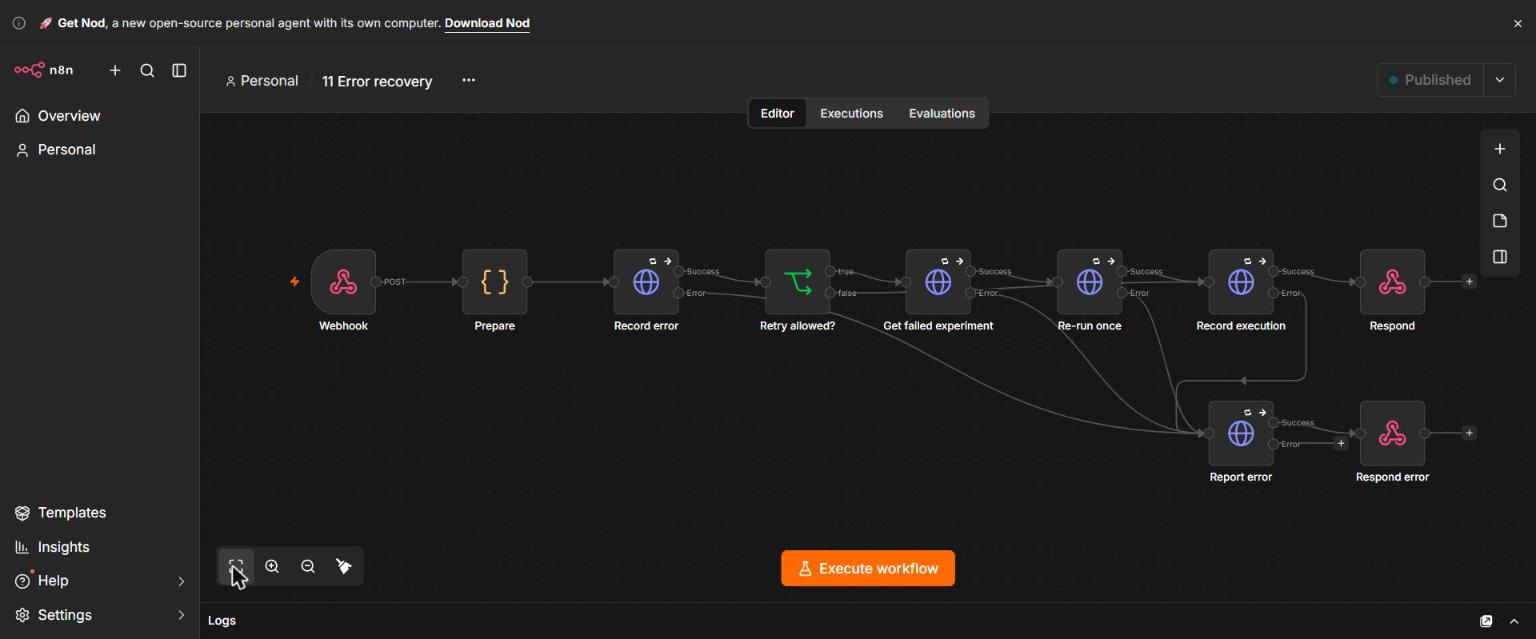 🚀 Get Nod, a new open-source personal agent with its own computer. Download Nod
n8n
Personal / 11 Error recovery ...
Published
Editor Executions Evaluations
Overview
Personal
POST
Success
Error
true
false
Success
Error
Success
Error
Success
Error
Webhook
Prepare
Record error
Retry allowed?
Get failed experiment
Re-run once
Record execution
Respond
Success
Error
Report error
Respond error
Templates
Insights
Help
Settings
Execute workflow
Logs